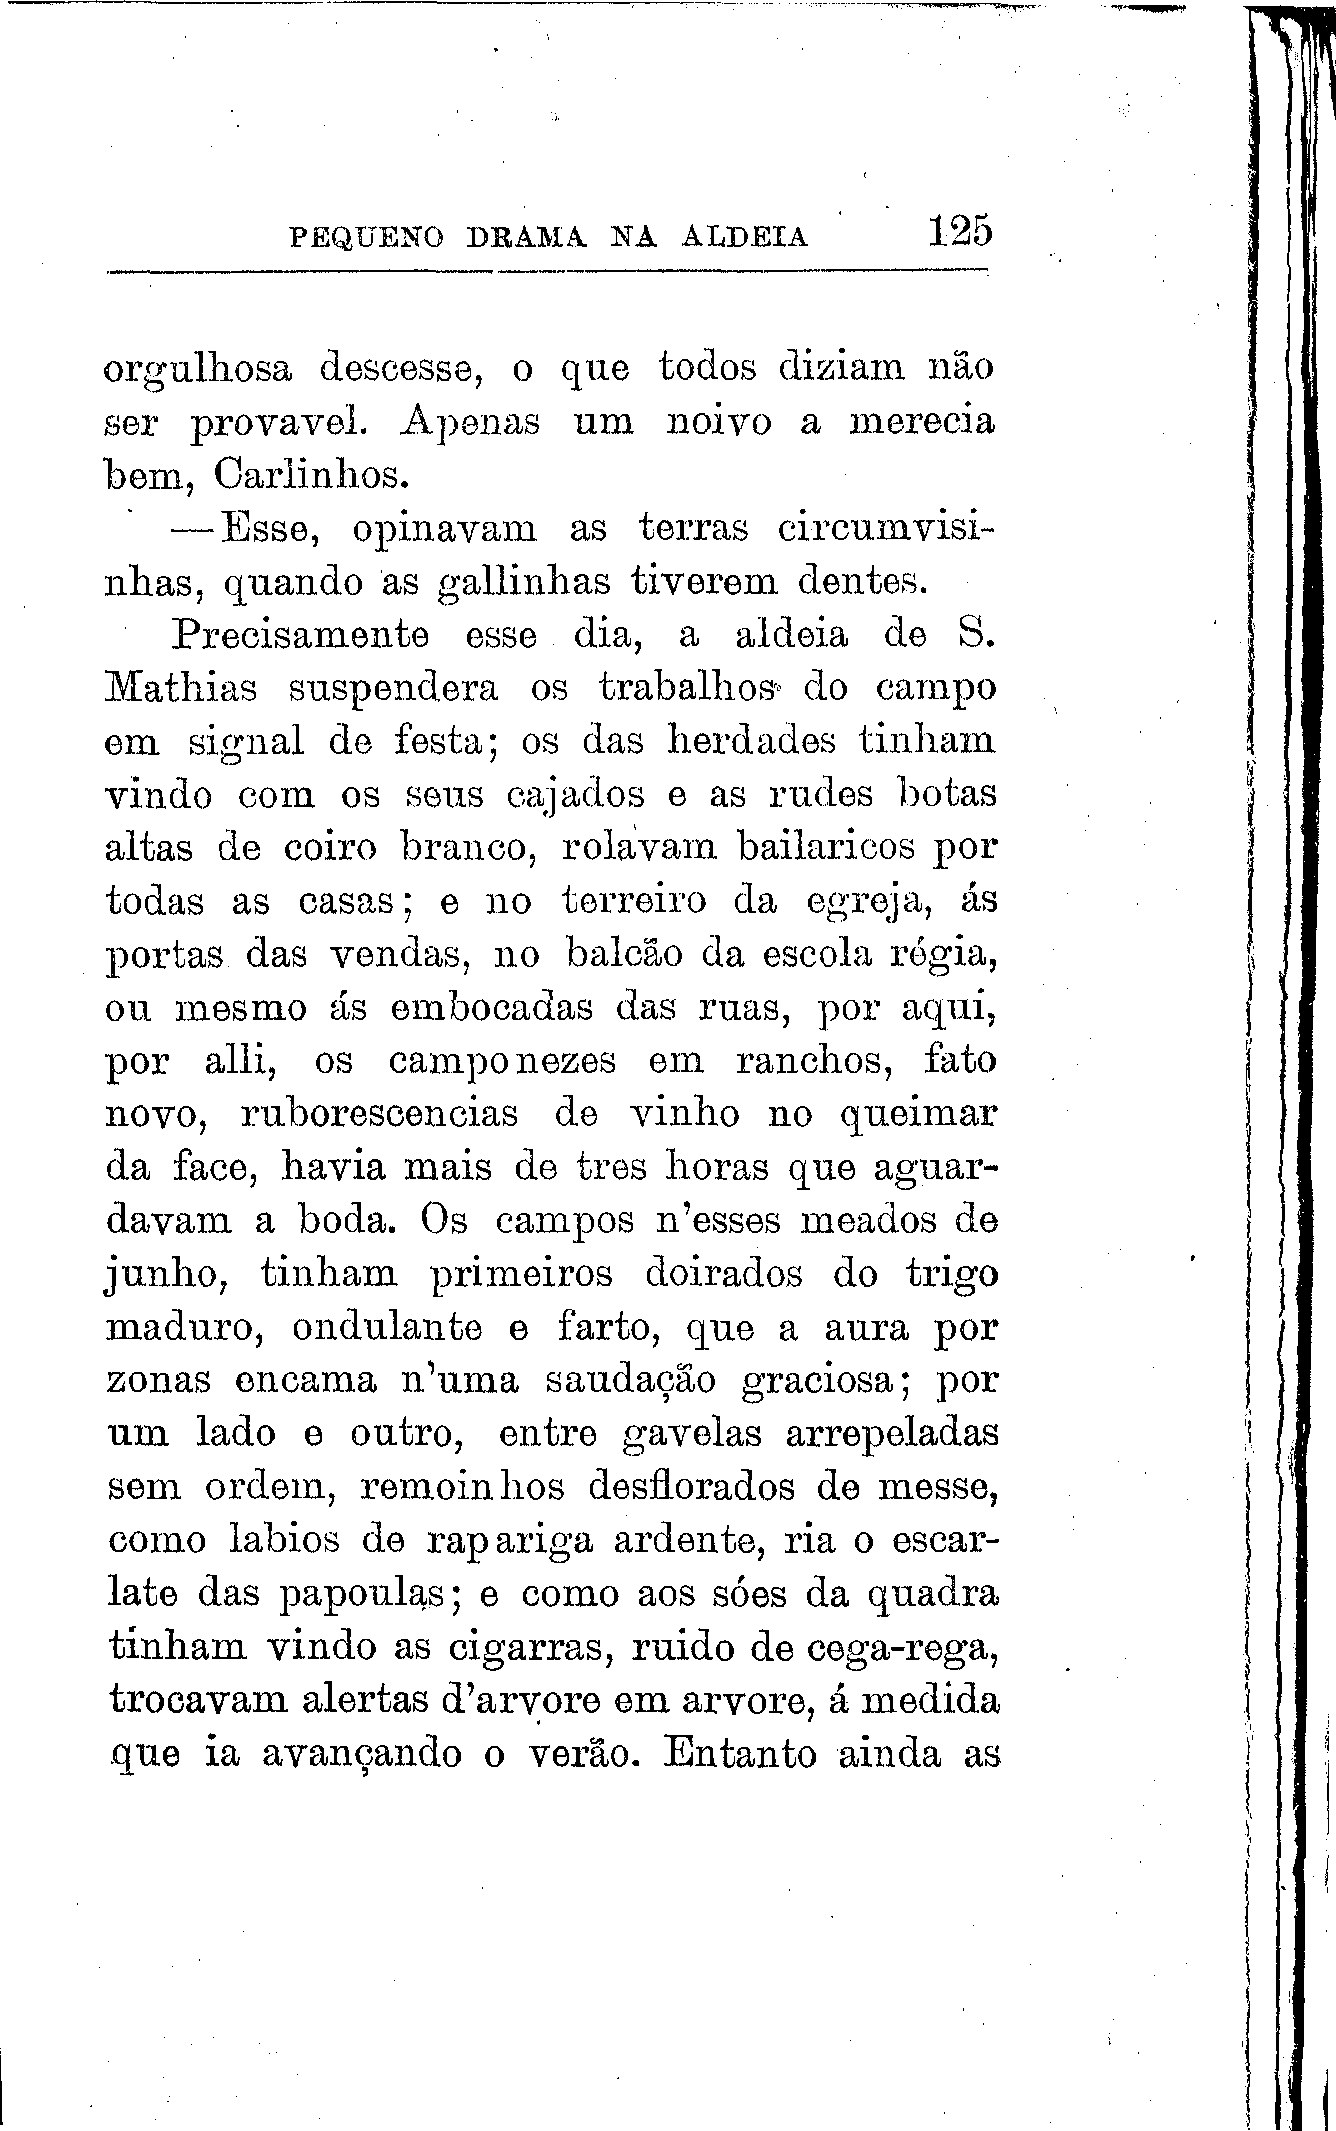 PEQUENO DRAMA NA ALDEIA 125
orgulhosa descesse, o que todos diziam não
ser provavel. Apenas um noivo a merecia
bem, Carlinhos.
—Esse, opinavam as terras circumvisi-
nhas, quando as gallinhas tiverem dentes.
Precisamente esse dia, a aldeia de S.
Mathias suspendera os trabalhos do campo
em signal de festa; os das herdades tinham
vindo com os seus cajados e as rudes botas
altas de coiro branco, rolavam bailaricos por
todas as casas; e no terreiro da egreja, ás
portas das vendas, no balcão da escola régia,
ou mesmo ás embocadas das ruas, por aqui,
por alli, os camponezes em ranchos, fato
novo, ruborescencias de vinho no queimar
da face, havia mais de tres horas que aguar-
davam a boda. Os campos n'esses meados de
junho, tinham primeiros doirados do trigo
maduro, ondulante e farto, que a aura por
zonas encama n'uma saudação graciosa; por
um lado e outro, entre gavelas arrepeladas
sem ordem, remoinhos desflorados de messe,
como labios de rapariga ardente, ria o escar-
late das papoulas; e como aos sóes da quadra
tinham vindo as cigarras, ruido de cega-rega,
trocavam alertas d'arvore em arvore, á medida
que ia avançando o verão. Entanto ainda as